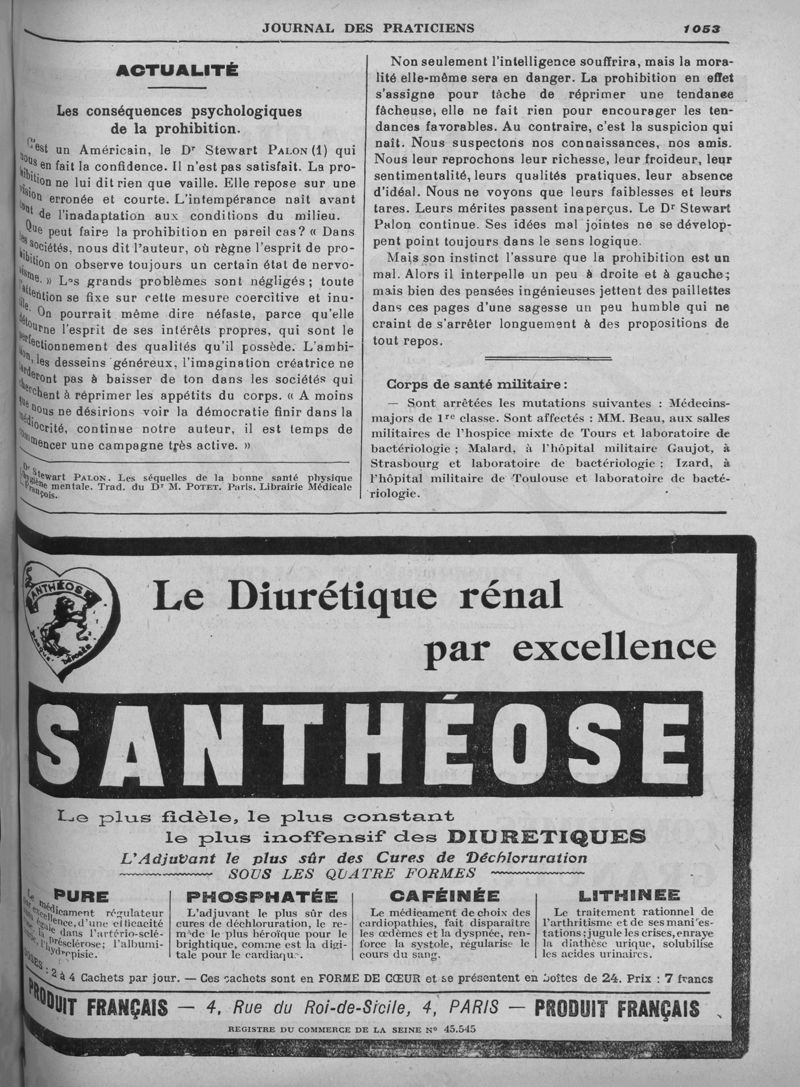 JOURNAL DES PRATICIENS
1053
ACTUALITÉ
Les conséquences psychologiques
de la prohibition.
C'est un Américain, le Dr Stewart PALON (1) qui
nous en fait la confidence. Il n'est pas satisfait. La pro-
hibition ne lui dit rien que vaille. Elle repose sur une
vision erronée et courte. L'intempérance naît avant
tout de l'inadaptation aux conditions du milieu.
Que peut faire la prohibition en pareil cas? « Dans
les sociétés, nous dit l'auteur, où règne l'esprit de pro-
hibition on observe toujours un certain état de nervo-
sisme. » Les grands problèmes sont négligés ; toute
l'attention se fixe sur cette mesure coercitive et inu-
tile. On pourrait même dire néfaste, parce qu'elle
détourne l'esprit de ses intérêts propres, qui sont le
perfectionnement des qualités qu'il possède. L'ambi-
tion, les desseins généreux, l'imagination créatrice ne
tarderont pas à baisser de ton dans les sociétés qui
cherchent à réprimer les appétits du corps. « A moins
que nous ne désirions voir la démocratie finir dans la
médiocrité, continue notre auteur, il est temps de
commencer une campagne très active. »
Dr Stewart PALON. Les séquelles de la bonne santé physique
hygiène mentale. Trad. du Dr M. POTET. Paris. Librairie Médicale
Français.
Non seulement l'intelligence souffrira, mais la mora-
lité elle-même sera en danger. La prohibition en effet
s'assigne pour tâche de réprimer une tendance
fâcheuse, elle ne fait rien pour encourager les ten-
dances favorables. Au contraire, c'est la suspicion qui
naît. Nous suspectons nos connaissances, nos amis.
Nous leur reprochons leur richesse, leur froideur, leur
sentimentalité, leurs qualités pratiques, leur absence
d'idéal. Nous ne voyons que leurs faiblesses et leurs
tares. Leurs mérites passent inaperçus. Le Dr Stewart
Palon continue. Ses idées mal jointes ne se dévelop-
pent point toujours dans le sens logique.
Mais son instinct l'assure que la prohibition est un
mal. Alors il interpelle un peu à droite et à gauche;
mais bien des pensées ingénieuses jettent des paillettes
dans ces pages d'une sagesse un peu humble qui ne
craint de s'arrêter longuement à des propositions de
tout repos.
Corps de santé militaire :
— Sont arrêtées les mutations suivantes : Médecins-
majors de 1re classe. Sont affectés : MM. Beau, aux salles
militaires de l'hospice mixte de Tours et laboratoire de
bactériologie ; Malard, à l'hôpital militaire Gaujot, à
Strasbourg et laboratoire de bactériologie ; Izard, à
l'hôpital militaire de Toulouse et laboratoire de bacté-
riologie.
SANTHÉOSE
Le Diurétique rénal
par excellence
SANTHÉOSE
Le plus fidèle, le plus constant
le plus inoffensif des DIURETIQUES
L'Adjuvant le plus sûr des Cures de Déchloruration
SOUS LES QUATRE FORMES
PURE
Le médicament régulateur
par excellence, d'une efficacité
sans égale dans l'artério-sclé-
rose, la présclérose; l'albumi-
nurie, l'hydropisie.
PHOSPHATÉE
L'adjuvant le plus sûr des
cures de déchloruration, le re-
mède le plus héroïque pour le
brightique, comme est la digi-
tale pour le cardiaque.
CAFÉINÉE
Le médicament de choix des
cardiopathies, fait disparaître
les œdèmes et la dyspnée, ren-
force la systole, régularise le
cours du sang.
LITHINEE
Le traitement rationnel de
l'arthritisme et de ses manifes-
tations; jugule les crises, enraye
la diathèse urique, solubilise
les acides urinaires.
DOSES : 2 à 4 Cachets par jour. — Ces cachets sont en FORME DE CŒUR et se présentent en boîtes de 24. Prix : 7 francs
PRODUIT FRANÇAIS — 4, Rue du Roi-de-Sicile, 4, PARIS — PRODUIT FRANÇAIS
REGISTRE DU COMMERCE DE LA SEINE No 45.545